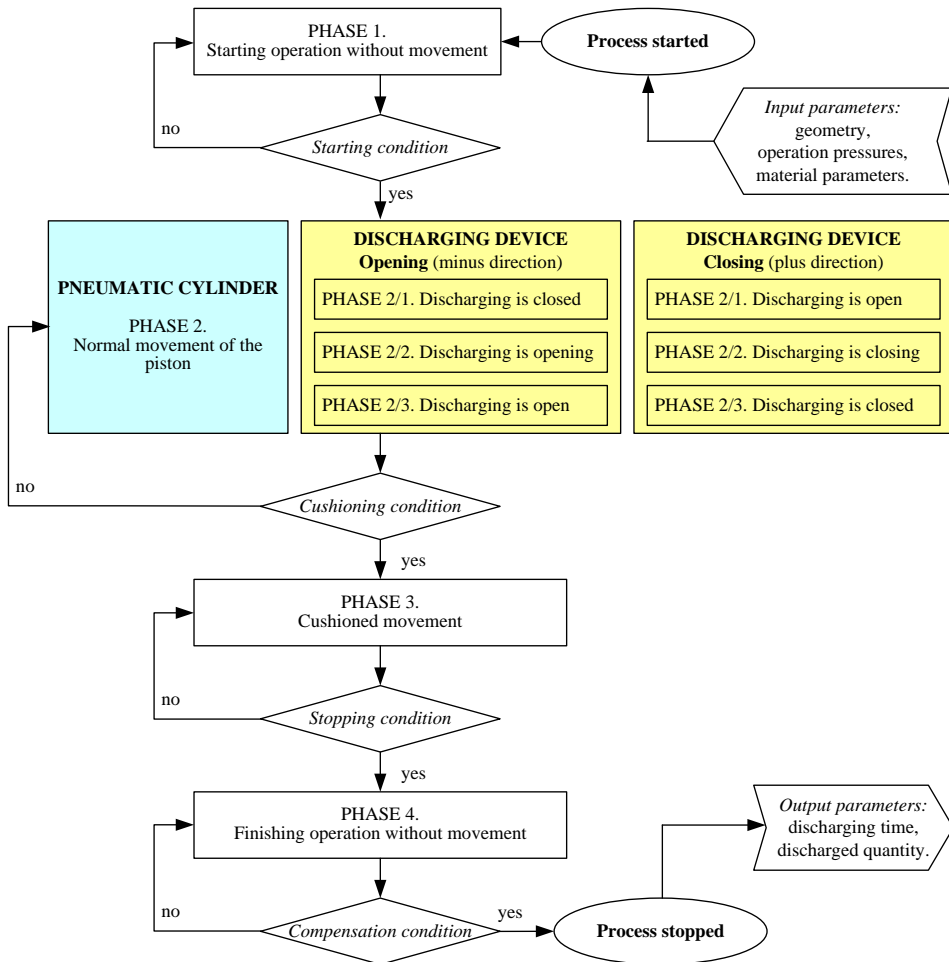 PHASE 1.
Starting operation without movement
Process started
Input parameters:
geometry,
operation pressures,
material parameters.
no
Starting condition
yes
PNEUMATIC CYLINDER
PHASE 2.
Normal movement of the
piston
DISCHARGING DEVICE
Opening (minus direction)
PHASE 2/1. Discharging is closed
PHASE 2/2. Discharging is opening
PHASE 2/3. Discharging is open
DISCHARGING DEVICE
Closing (plus direction)
PHASE 2/1. Discharging is open
PHASE 2/2. Discharging is closing
PHASE 2/3. Discharging is closed
no
Cushioning condition
yes
PHASE 3.
Cushioned movement
no
Stopping condition
yes
PHASE 4.
Finishing operation without movement
Output parameters:
discharging time,
discharged quantity.
no
Compensation condition
yes
Process stopped